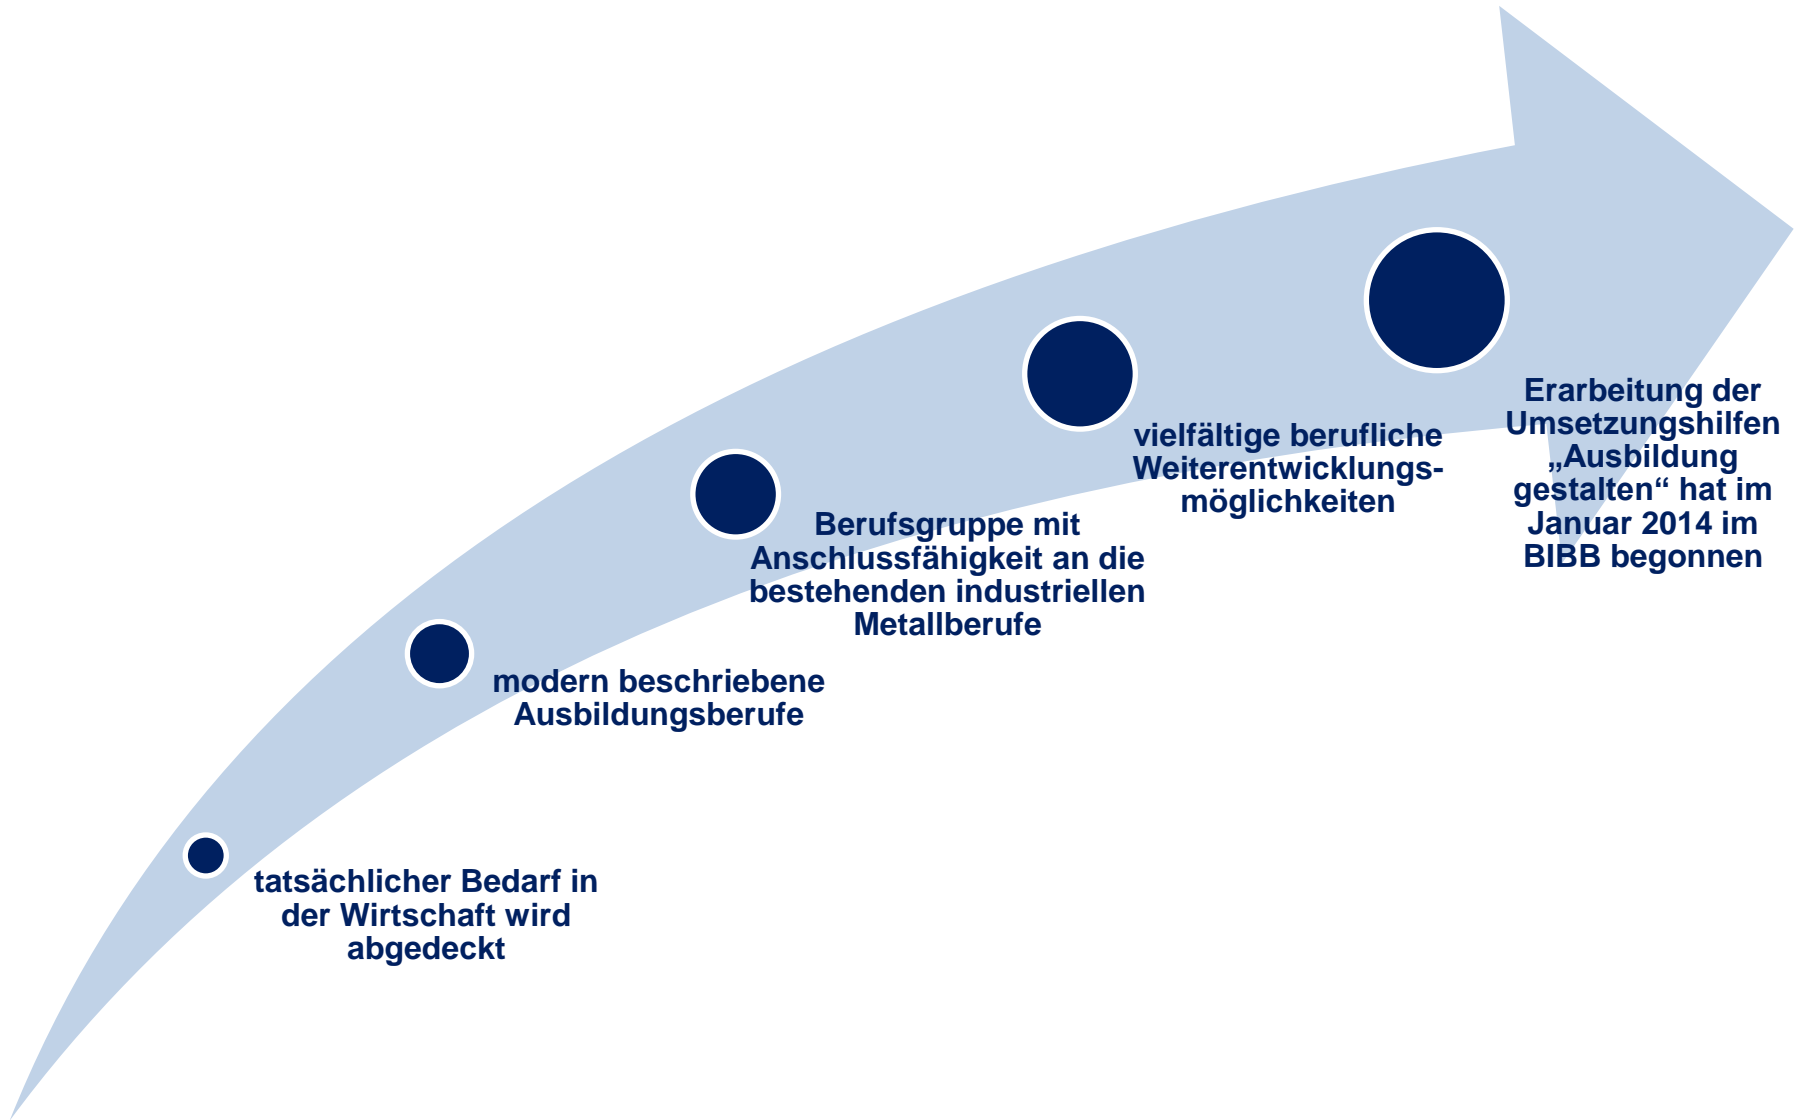 Erarbeitung der
Umsetzungshilfen
„Ausbildung
gestalten“ hat im
Januar 2014 im
BIBB begonnen
vielfältige berufliche
Weiterentwicklungs-
möglichkeiten
Berufsgruppe mit
Anschlussfähigkeit an die
bestehenden industriellen
Metallberufe
modern beschriebene
Ausbildungsberufe
tatsächlicher Bedarf in
der Wirtschaft wird
abgedeckt